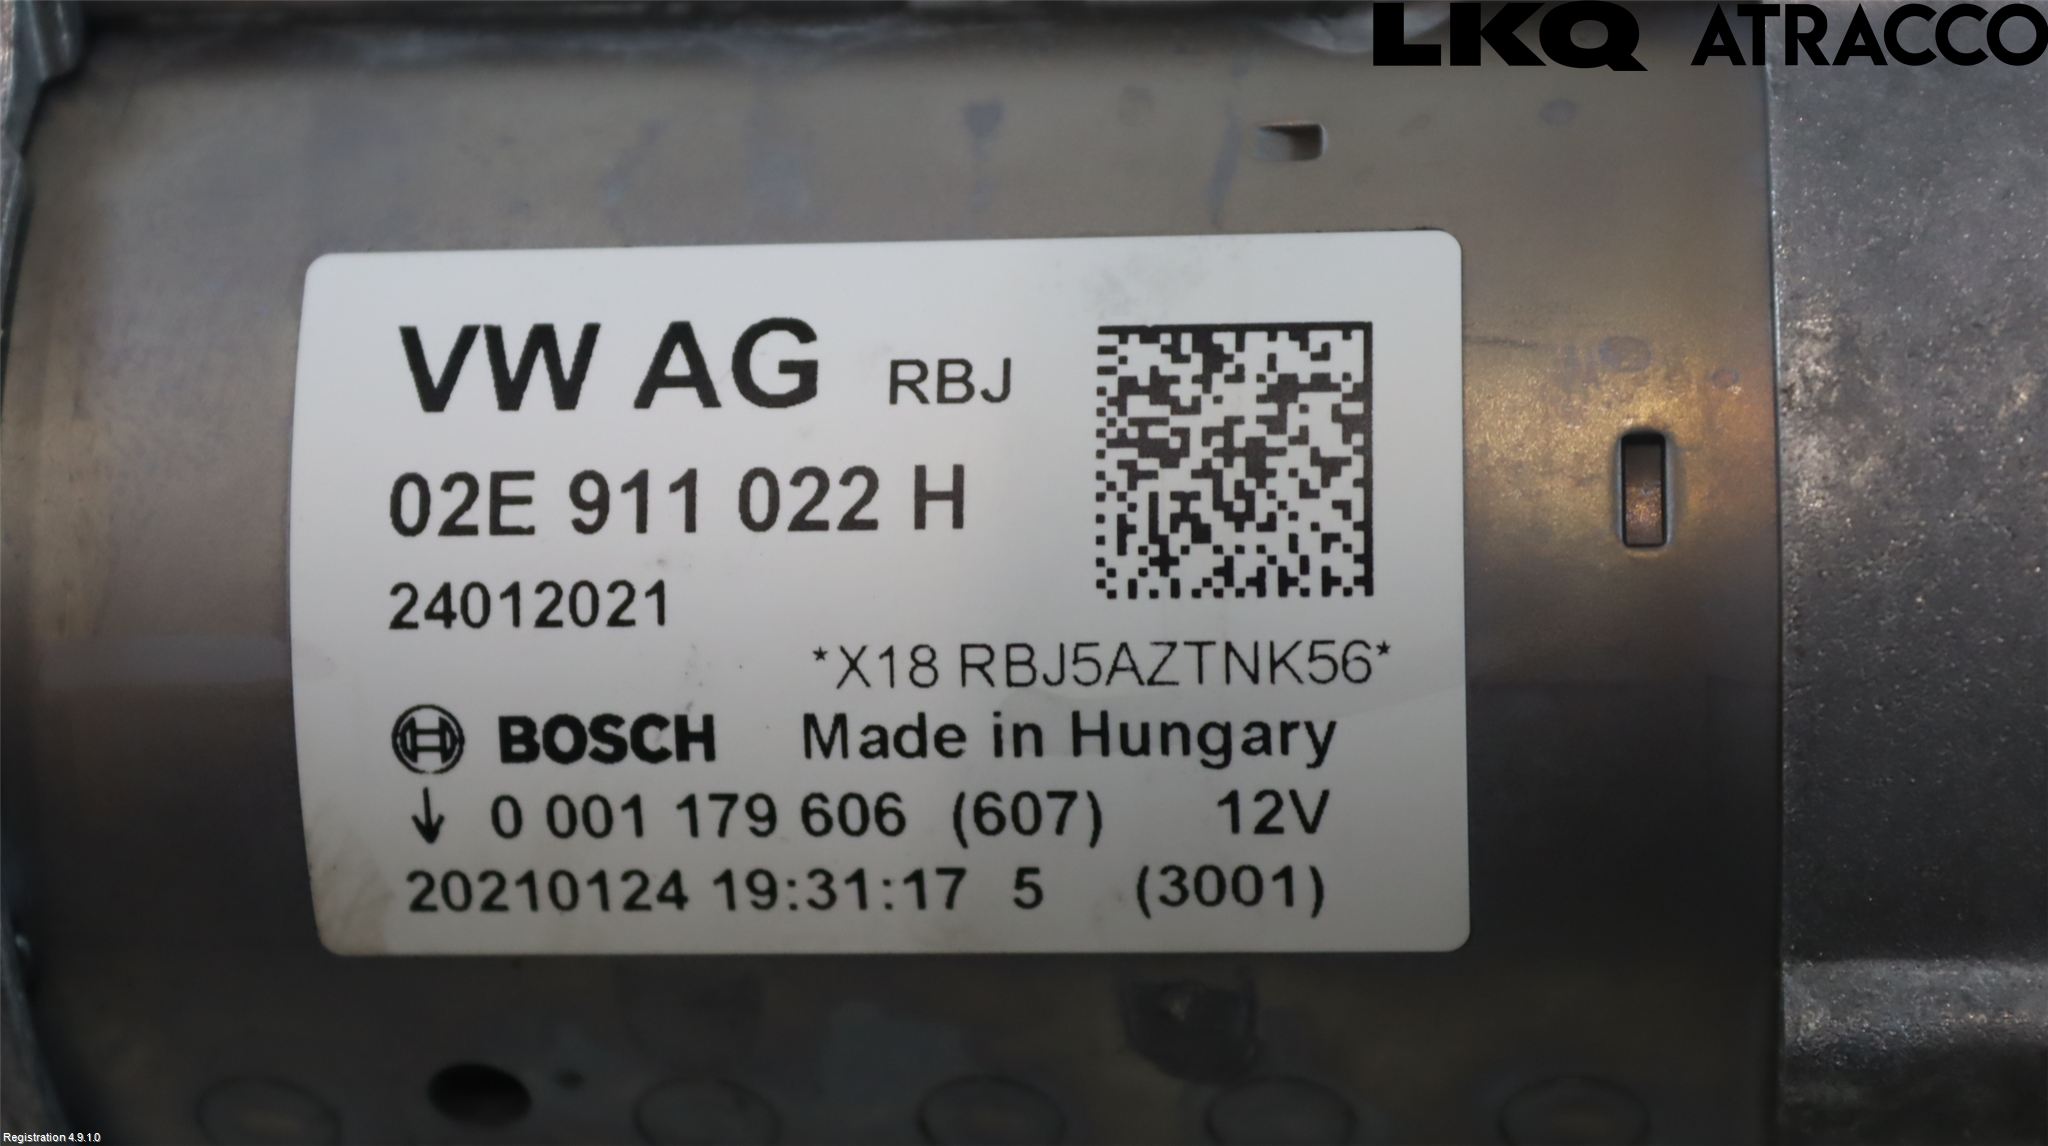 LKQ ATRACCO
VW AG RBJ
02E 911 022 H
24012021
*X18 RBJ5AZTNK56*
BOSCH Made in Hungary
↓ 0 001 179 606 (607) 12V
20210124 19:31:17 5 (3001)
Registration 4.9.1.0